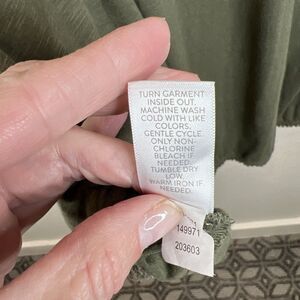 TURN GARMENT
INSIDE OUT.
MACHINE WASH
COLD WITH LIKE
COLORS.
GENTLE CYCLE.
ONLY NON-
CHLORINE
BLEACH IF
NEEDED.
TUMBLE DRY
LOW.
WARM IRON IF
NEEDED.
149971
203603